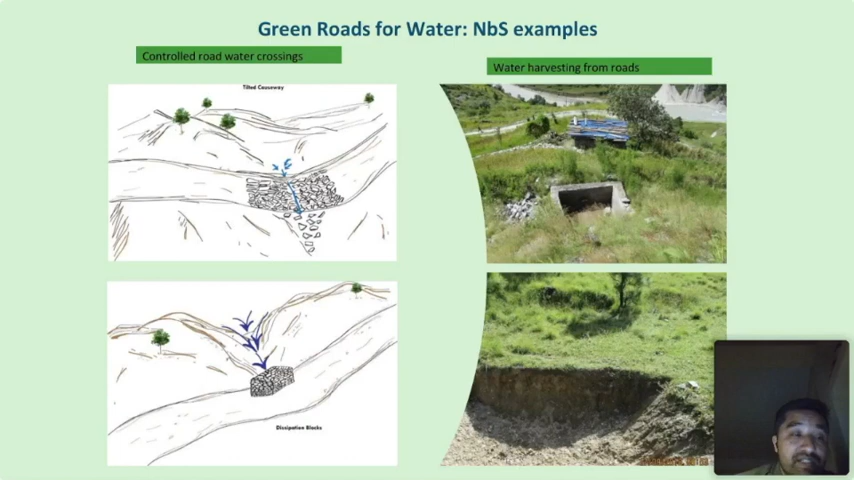 Green Roads for Water: NbS examples
Controlled road water crossings
Water harvesting from roads
Tilted Causeway
Dissipation Blocks